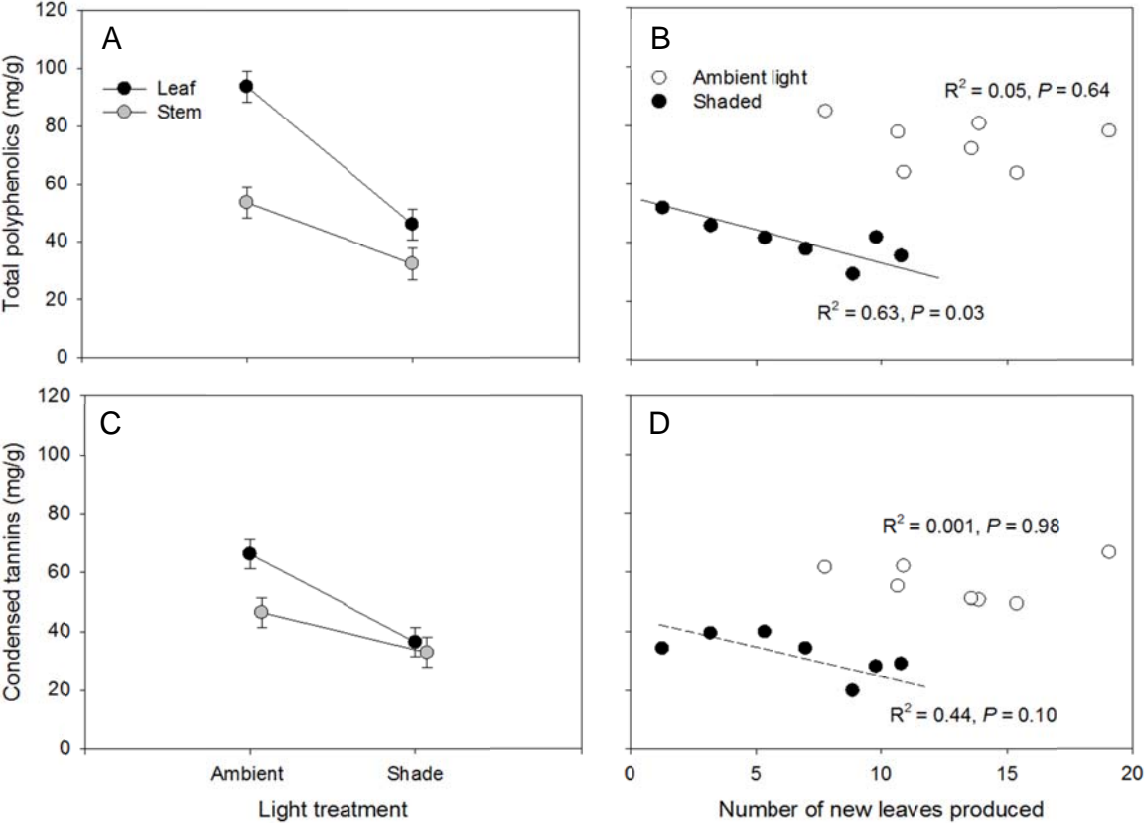 A
Total polyphenolics (mg/g)
120
100
80
60
40
20
0
Leaf
Stem
B
Ambient light
Shaded
R² = 0.05, P = 0.64
R² = 0.63, P = 0.03
C
Condensed tannins (mg/g)
120
100
80
60
40
20
0
Ambient
Shade
Light treatment
D
R² = 0.001, P = 0.98
R² = 0.44, P = 0.10
0
5
10
15
20
Number of new leaves produced